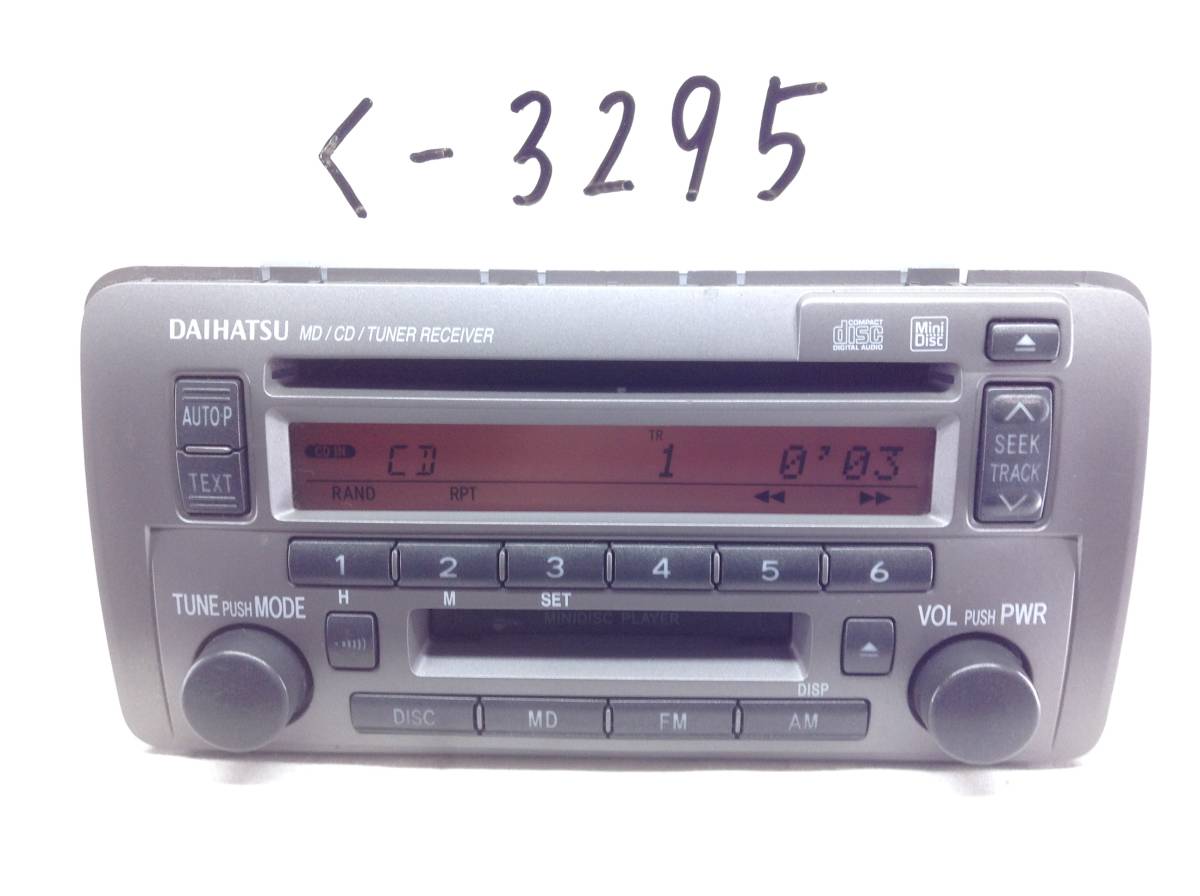 く-3295
DAIHATSU MD/CD/TUNER RECEIVER
COMPACT disc DIGITAL AUDIO
Mini Disc
AUTO·P
TEXT
SEEK
TRACK
CD IN CD TR 1 0'03
RAND RPT
1 2 3 4 5 6
H M SET
TUNE PUSH MODE
VOL PUSH PWR
MINIDISC PLAYER
DISP
DISC MD FM AM